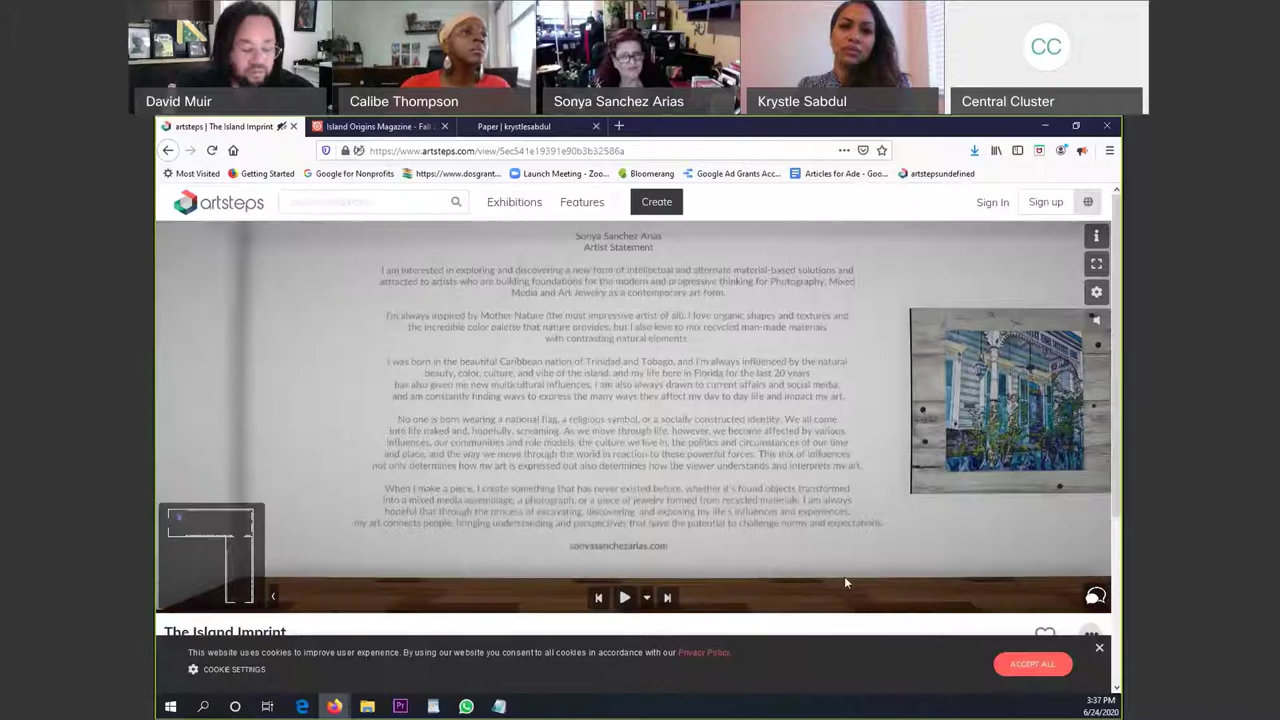 CC
David Muir
Calibe Thompson
Sonya Sanchez Arias
Krystle Sabdul
Central Cluster
artsteps | The Island Imprint
Island Origins Magazine - Fall 2
Paper | krystlesabdul
https://www.artsteps.com/view/5ec541e19391e90b3b32586a
Most Visited
Getting Started
Google for Nonprofits
https://www.dosgrant...
Launch Meeting - Zoo...
Bloomerang
Google Ad Grants Acc...
Articles for Ade - Goo...
artstepsundefined
artsteps
Exhibitions
Features
Create
Sign In
Sign up
Sonya Sanchez Arias
Artist Statement
I am interested in exploring and discovering a new form of intellectual and alternate material-based solutions and
attracted to artists who are building foundations for the modern and progressive thinking for Photography, Mixed
Media and Art Jewelry as a contemporary art form.
I'm always inspired by Mother Nature (the most impressive artist of all). I love organic shapes and textures and
the incredible color palette that nature provides, but I also love to mix recycled man-made materials
with contrasting natural elements.
I was born in the beautiful Caribbean nation of Trinidad and Tobago, and I'm always influenced by the natural
beauty, color, culture, and vibe of the island, and my life here in Florida for the last 20 years
has also given me new multicultural influences. I am also always drawn to current affairs and social media,
and am constantly finding ways to express the many ways they affect my day to day life and impact my art.
No one is born wearing a national flag, a religious symbol, or a socially constructed identity. We all come
into life naked and, hopefully, screaming. As we move through life, however, we become affected by various
influences, our communities and role models, the culture we live in, the politics and circumstances of our time
and place, and the way we move through the world in reaction to these powerful forces. This mix of influences
not only determines how my art is expressed but also determines how the viewer understands and interprets my art.
When I make a piece, I create something that has never existed before, whether it's found objects transformed
into a mixed media assemblage, a photograph, or a piece of jewelry formed from recycled materials. I am always
hopeful that through the process of excavating, discovering, and exposing my life's influences and experiences,
my art connects people, bringing understanding and perspectives that have the potential to challenge norms and expectations.
sonyasanchezarias.com
The Island Imprint
This website uses cookies to improve user experience. By using our website you consent to all cookies in accordance with our Privacy Policy.
COOKIE SETTINGS
ACCEPT ALL
Pr
3:37 PM
6/24/2020